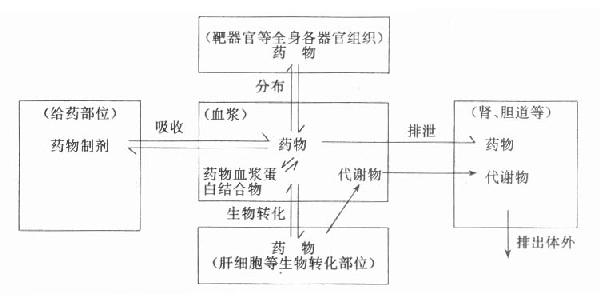 (靶器官等全身各器官组织)
药 物
分布
(给药部位)
药物制剂
吸收
(血浆)
药物
药物血浆蛋
白结合物
代谢物
排泄
(肾、胆道等)
药物
代谢物
生物转化
药 物
(肝细胞等生物转化部位)
排出体外